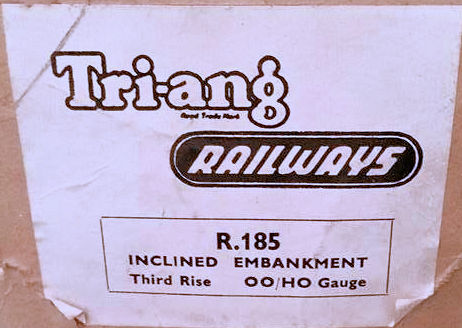 Tri-ang
Regd Trade Mark
RAILWAYS
R.185
INCLINED EMBANKMENT
Third Rise OO/HO Gauge